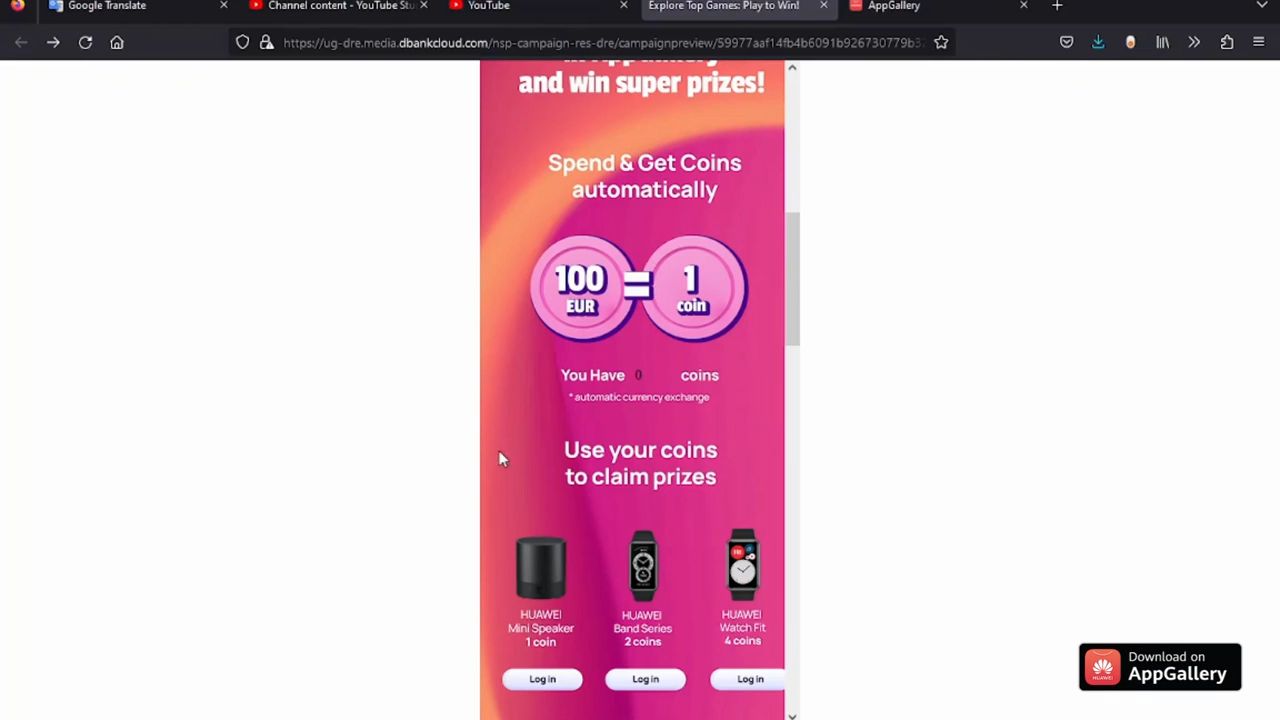 Google Translate
Channel content - YouTube Stu
YouTube
Explore Top Games: Play to Win!
AppGallery
https://ug-dre.media.dbankcloud.com/nsp-campaign-res-dre/campaignpreview/59977aaf14fb4b6091b926730779b3
and win super prizes!
Spend & Get Coins
automatically
100 EUR = 1 coin
You Have 0 coins
* automatic currency exchange
Use your coins
to claim prizes
HUAWEI
Mini Speaker
1 coin
Log in
HUAWEI
Band Series
2 coins
Log in
HUAWEI
Watch Fit
4 coins
Log in
HUAWEI
Download on
AppGallery